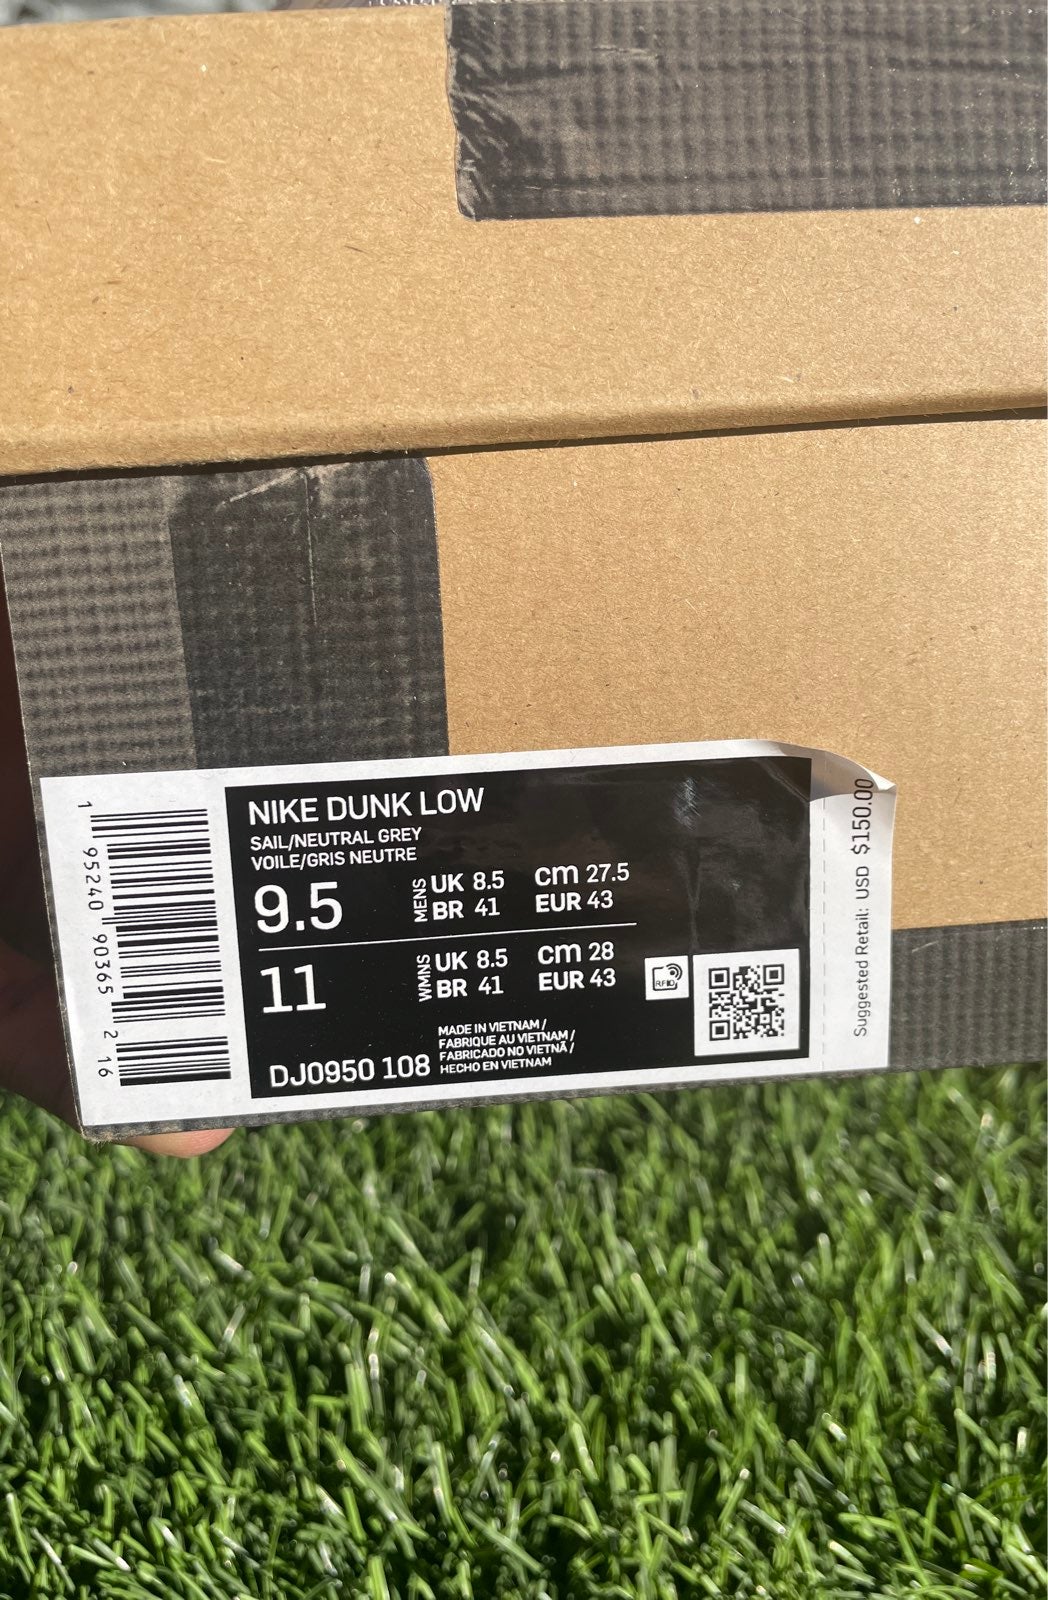 NIKE DUNK LOW
SAIL/NEUTRAL GREY
VOILE/GRIS NEUTRE
9.5
MENS
UK 8.5 cm 27.5
BR 41 EUR 43
11
WMNS
UK 8.5 cm 28
BR 41 EUR 43
DJ0950 108
MADE IN VIETNAM /
FABRIQUE AU VIETNAM /
FABRICADO NO VIETNÃ /
HECHO EN VIETNAM
RFID
1 95240 90365 2 16
Suggested Retail: USD $150.00